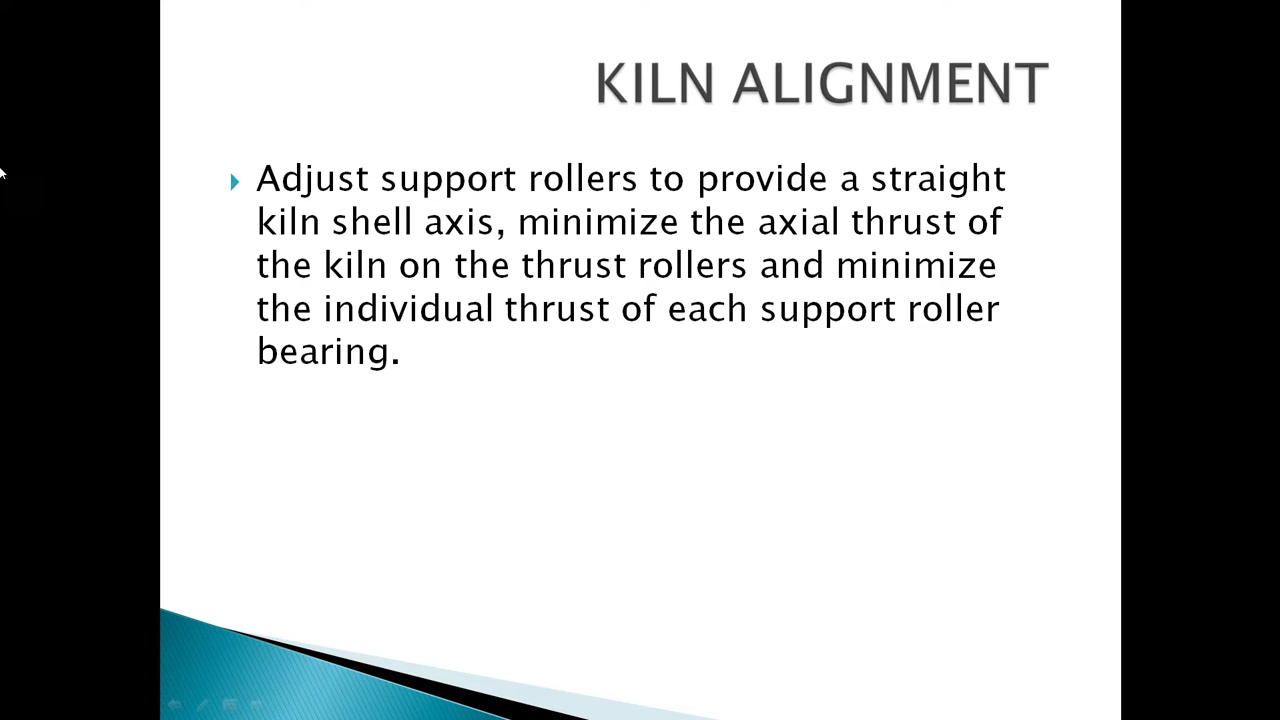 KILN ALIGNMENT
Adjust support rollers to provide a straight
kiln shell axis, minimize the axial thrust of
the kiln on the thrust rollers and minimize
the individual thrust of each support roller
bearing.